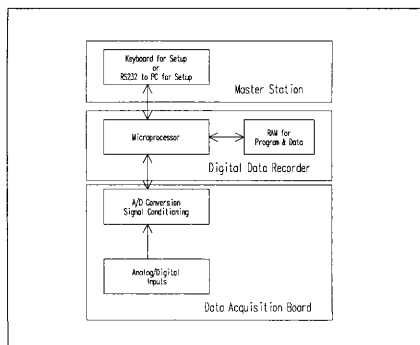 Keyboard for Setup
or
RS232 to PC for Setup
Master Station
Microprocessor
RAM for
Program & Data
Digital Data Recorder
A/D Conversion
Signal Conditioning
Analog/Digital
Inputs
Data Acquisition Board